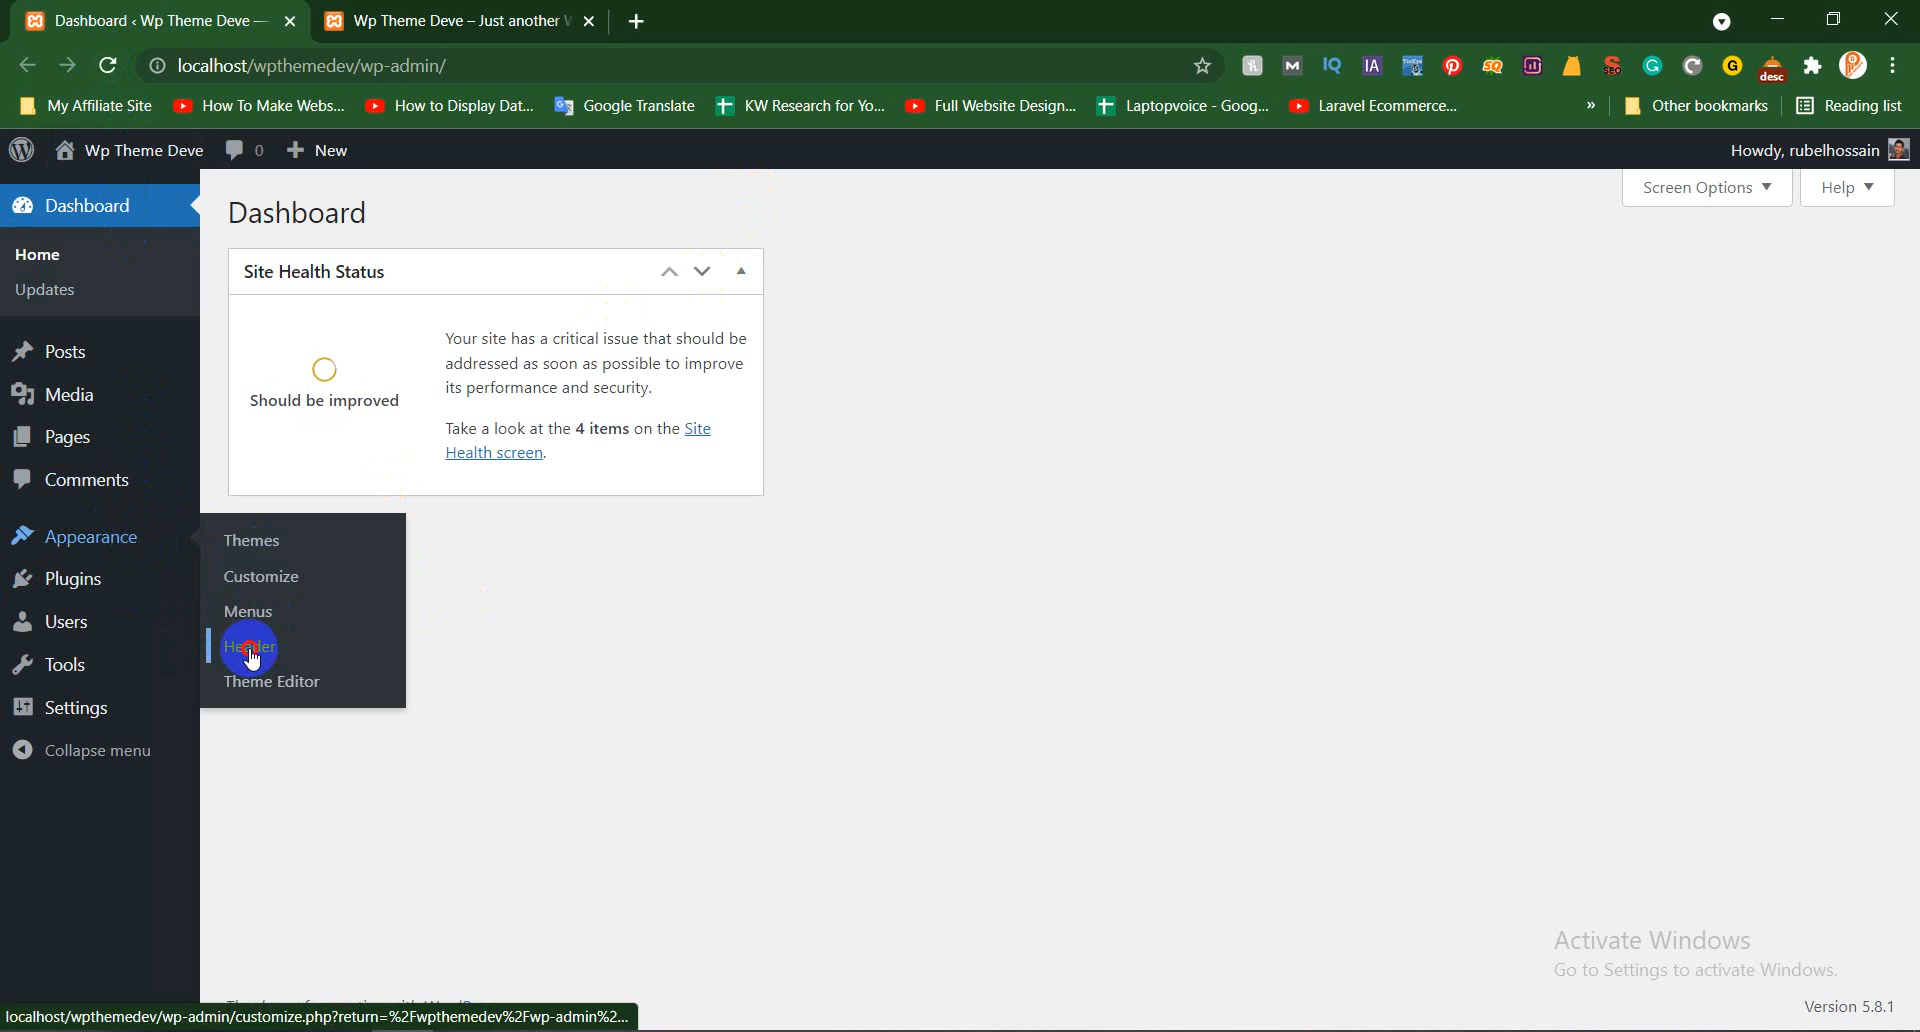 Dashboard ‹ Wp Theme Deve —
Wp Theme Deve – Just another W
localhost/wpthemedev/wp-admin/
desc
My Affiliate Site
How To Make Webs...
How to Display Dat...
Google Translate
KW Research for Yo...
Full Website Design...
Laptopvoice - Goog...
Laravel Ecommerce...
»
Other bookmarks
Reading list
Wp Theme Deve
0
New
Howdy, rubelhossain
Screen Options
Help
Dashboard
Home
Updates
Posts
Media
Pages
Comments
Appearance
Plugins
Users
Tools
Settings
Collapse menu
Dashboard
Site Health Status
Should be improved
Your site has a critical issue that should be
addressed as soon as possible to improve
its performance and security.
Take a look at the 4 items on the Site
Health screen.
Themes
Customize
Menus
Header
Theme Editor
Activate Windows
Go to Settings to activate Windows.
Version 5.8.1
localhost/wpthemedev/wp-admin/customize.php?return=%2Fwpthemedev%2Fwp-admin%2...